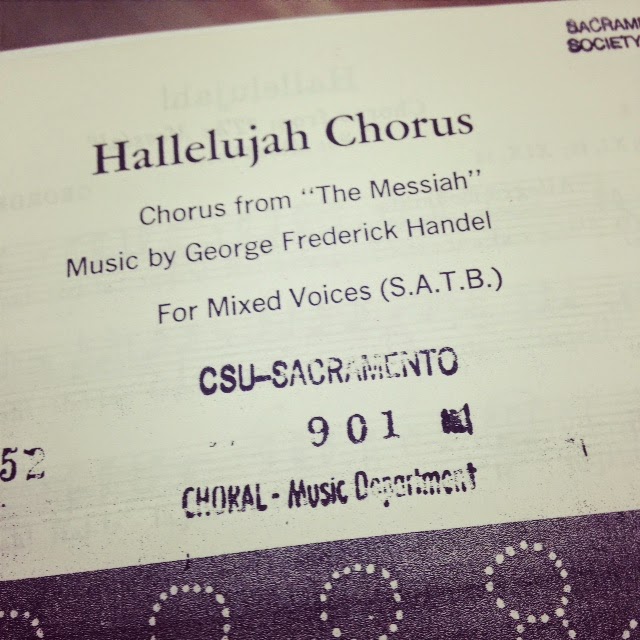 SOCIETY
Hallelujah Chorus
Chorus from “The Messiah”
Music by George Frederick Handel
For Mixed Voices (S.A.T.B.)
CSU-SACRAMENTO
901
52
CHORAL - Music Department